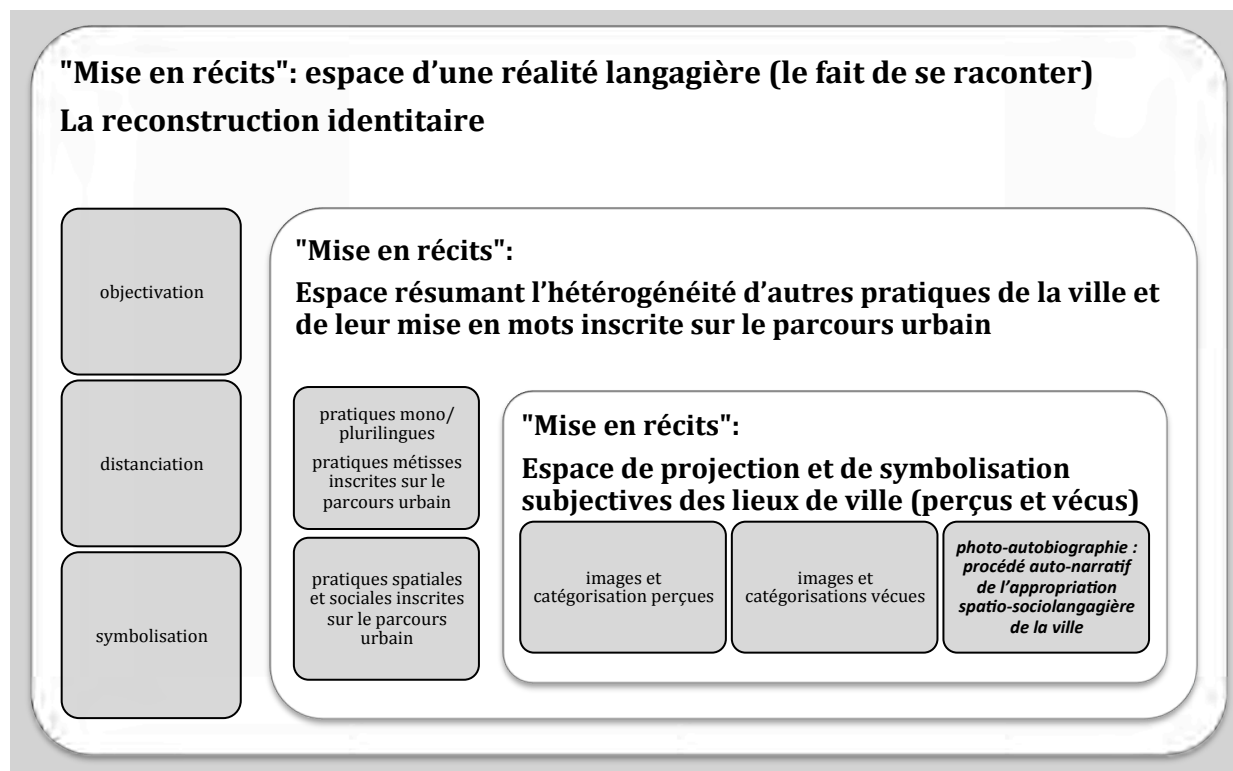 "Mise en récits": espace d’une réalité langagière (le fait de se raconter)
La reconstruction identitaire
objectivation
distanciation
symbolisation
"Mise en récits":
Espace résumant l’hétérogénéité d’autres pratiques de la ville et
de leur mise en mots inscrite sur le parcours urbain
pratiques mono/
plurilingues
pratiques métisses
inscrites sur le
parcours urbain
pratiques spatiales
et sociales inscrites
sur le parcours
urbain
"Mise en récits":
Espace de projection et de symbolisation
subjectives des lieux de ville (perçus et vécus)
images et
catégorisation perçues
images et
catégorisations vécues
photo-autobiographie :
procédé auto-narratif
de l’appropriation
spatio-sociolangagière
de la ville